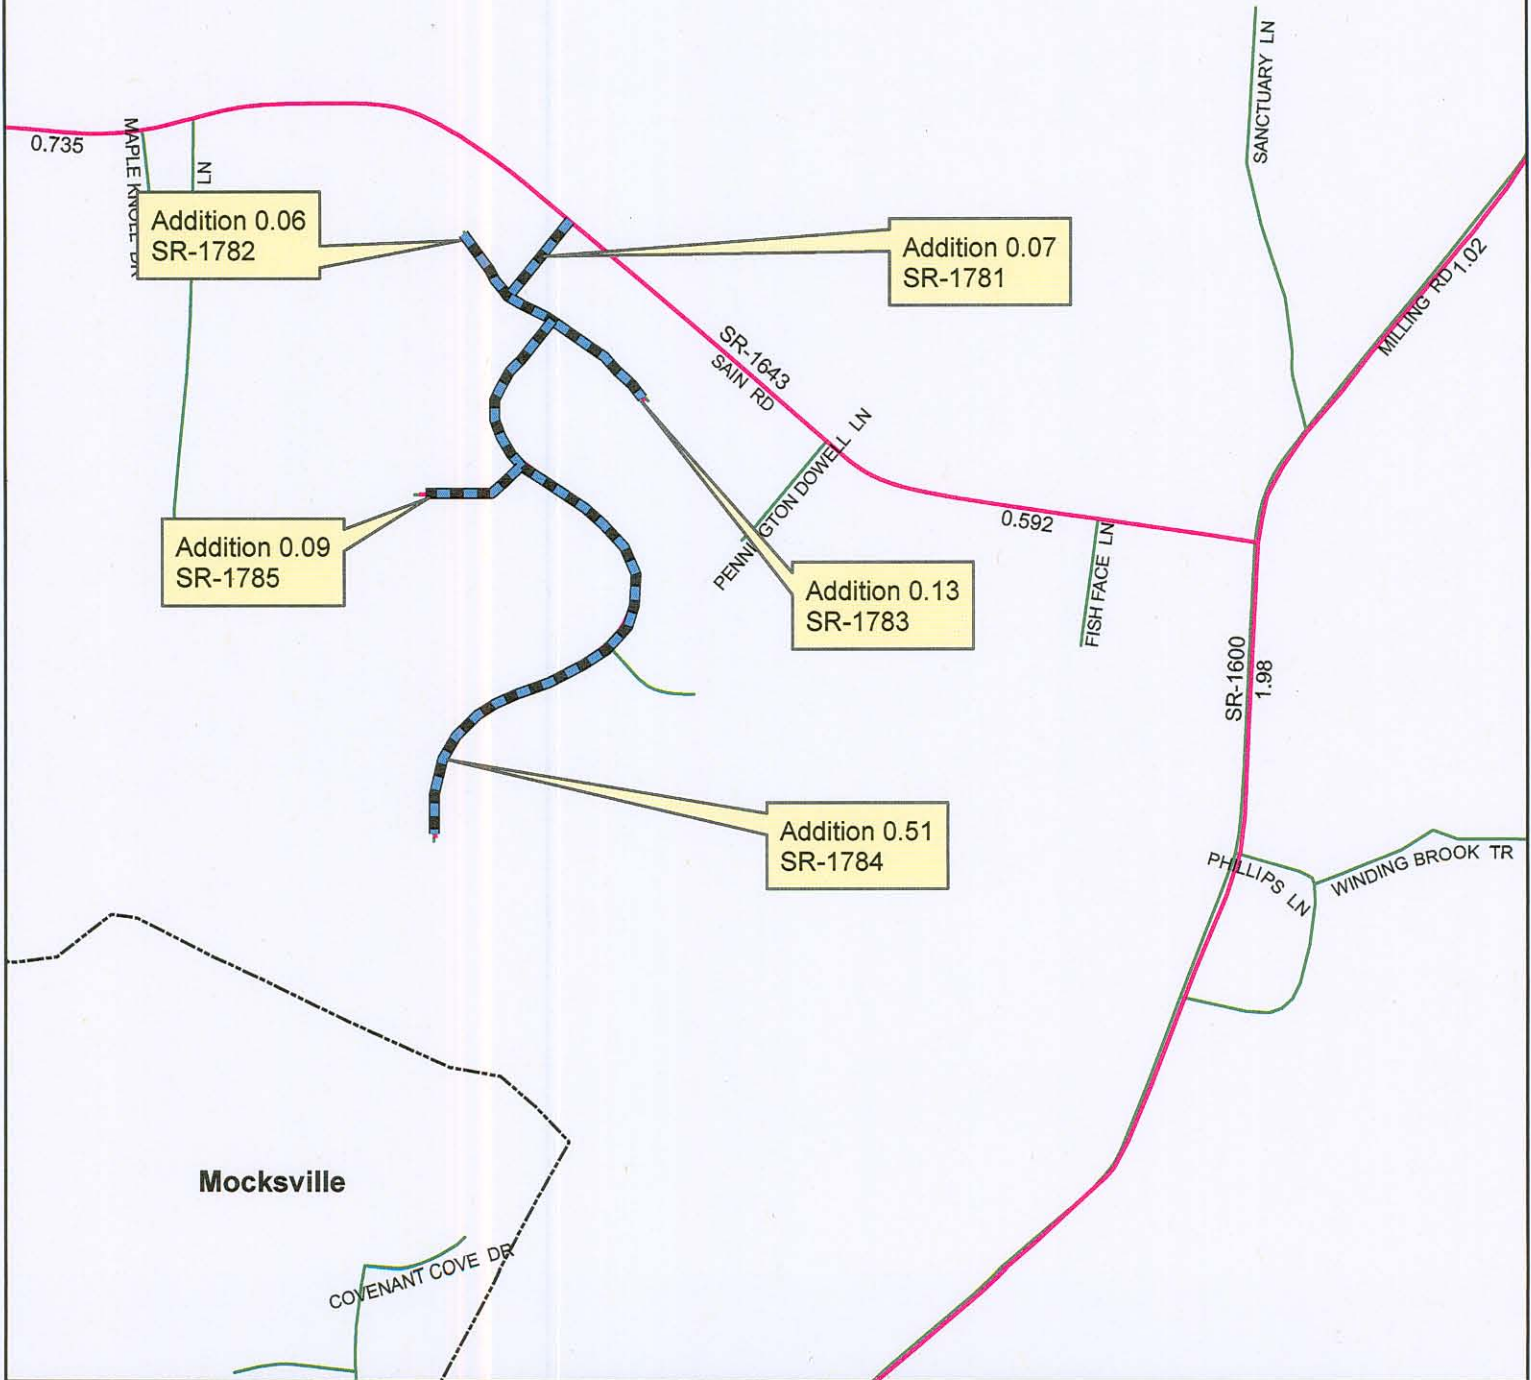 SANCTUARY LN
0.735
MAPLE KNOLL DR
LN
Addition 0.06
SR-1782
Addition 0.07
SR-1781
MILLING RD
1.02
SR-1643
SAIN RD
PENNINGTON DOWELL LN
0.592
FISH FACE LN
Addition 0.09
SR-1785
Addition 0.13
SR-1783
SR-1600
1.98
Addition 0.51
SR-1784
PHILLIPS LN
WINDING BROOK TR
Mocksville
COVENANT COVE DR